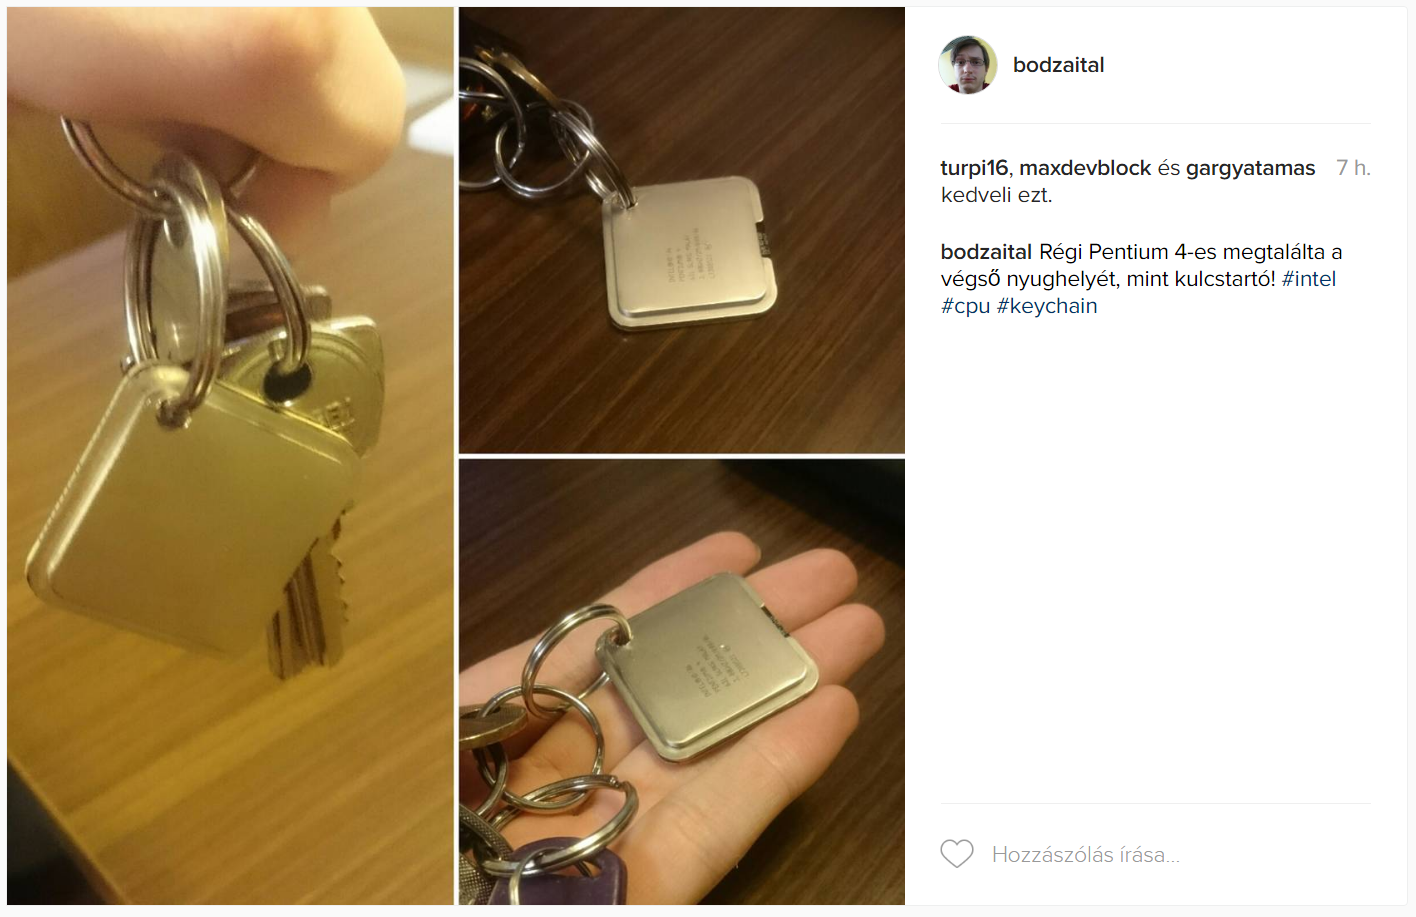 bodzaital
turpi16, maxdevblock és gargyatamas 7 h.
kedveli ezt.
bodzaital Régi Pentium 4-es megtalálta a
végső nyughelyét, mint kulcstartó! #intel
#cpu #keychain
Hozzászólás írása...